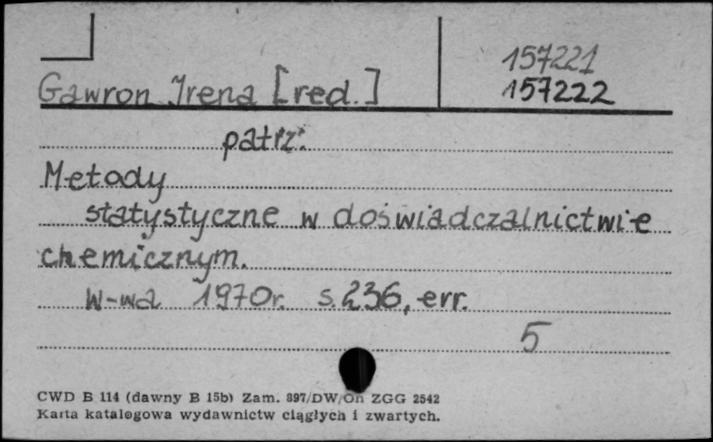 157221
Gawron Irena [red.] 157222
patrz:
Metody
statystyczne w doświadczalnictwie
chemicznym.
W-wa 1970r. s. 236, err.
5
CWD B 114 (dawny B 15b) Zam. 897/DW/Oh ZGG 2542
Karta katalogowa wydawnictw ciągłych i zwartych.